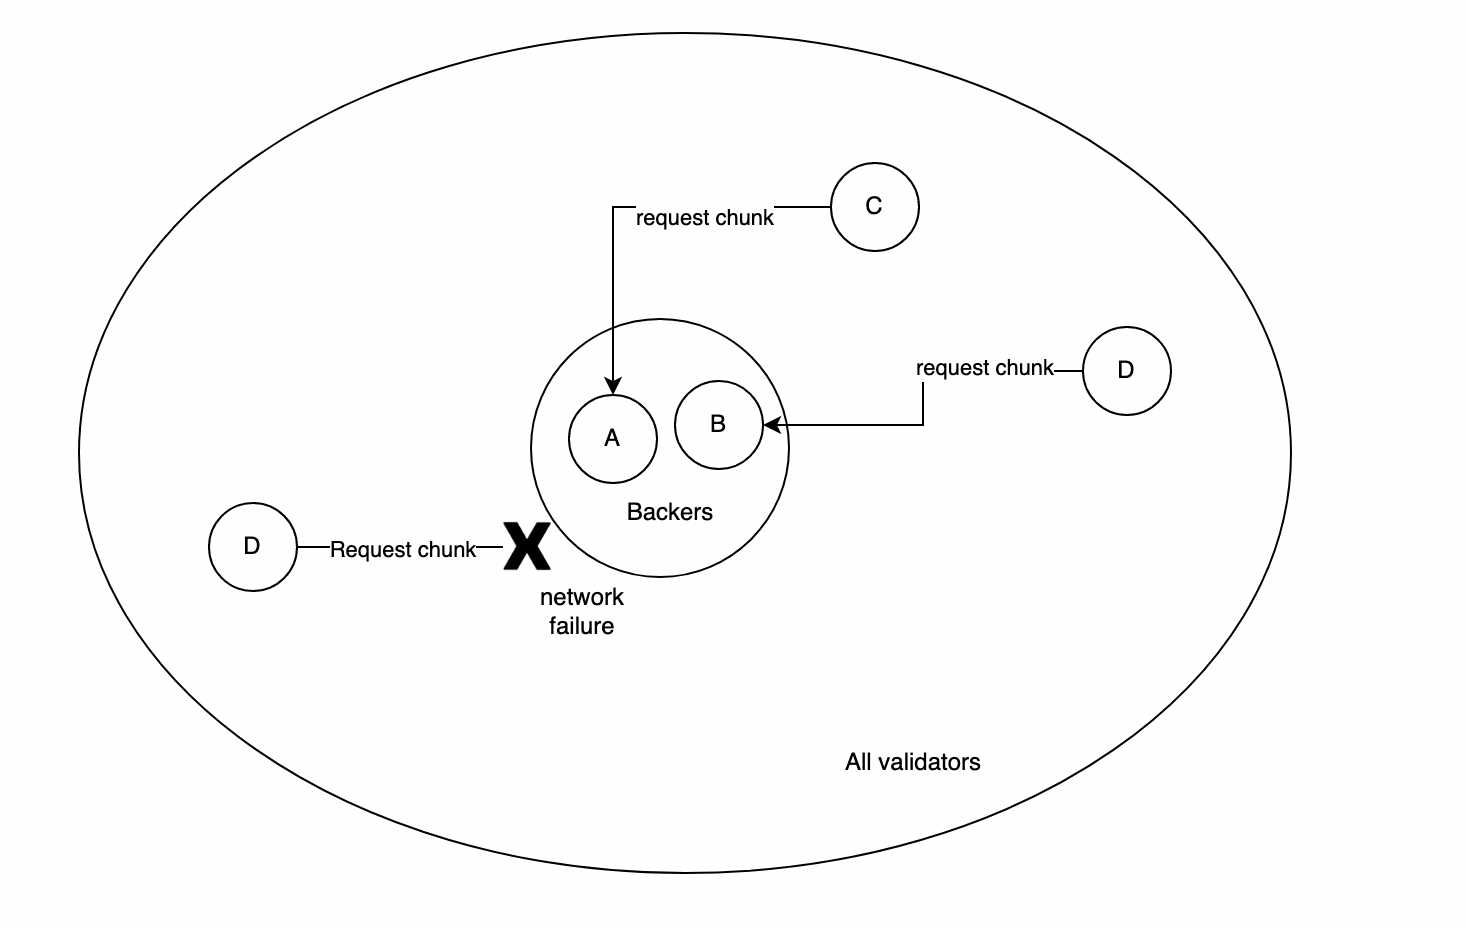 C
request chunk
request chunk
D
A
B
Backers
D
Request chunk
X
network
failure
All validators